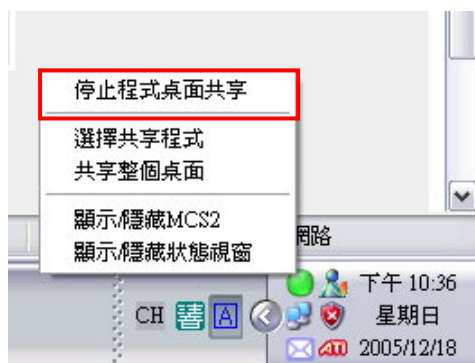 停止程式桌面共享
選擇共享程式
共享整個桌面
顯示/隱藏MCS2
顯示/隱藏狀態視窗
網路
CH 響 A
下午 10:36
星期日
ATI 2005/12/18